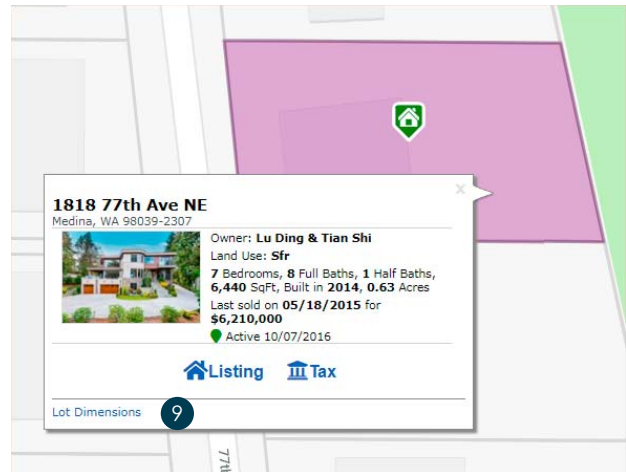 x
1818 77th Ave NE
Medina, WA 98039-2307
Owner: Lu Ding & Tian Shi
Land Use: Sfr
7 Bedrooms, 8 Full Baths, 1 Half Baths,
6,440 SqFt, Built in 2014, 0.63 Acres
Last sold on 05/18/2015 for
$6,210,000
Active 10/07/2016
Listing Tax
Lot Dimensions 9
77th